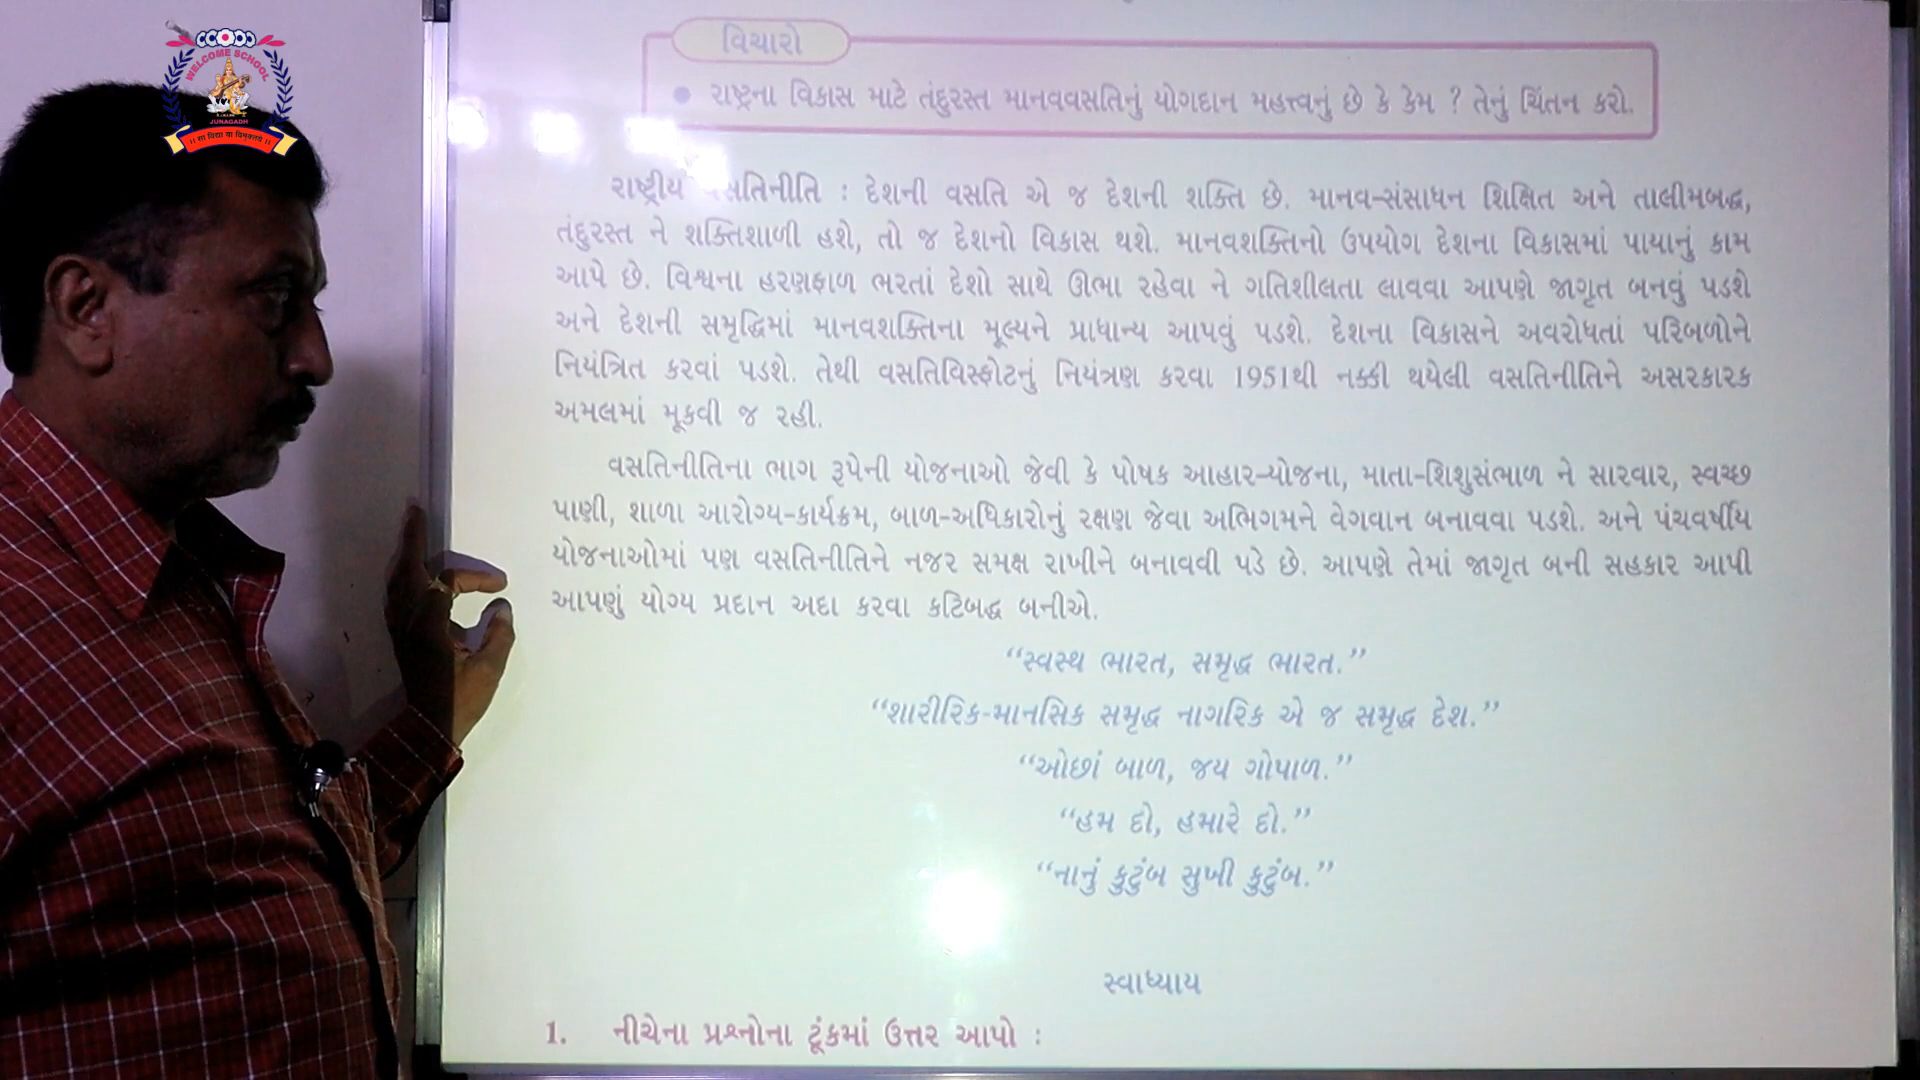 WELCOME SCHOOL
JUNAGADH
।। सा विद्या या विमुक्तये ।।
વિચારો
● રાષ્ટ્રના વિકાસ માટે તંદુરસ્ત માનવવસતિનું યોગદાન મહત્ત્વનું છે કે કેમ ? તેનું ચિંતન કરો.
રાષ્ટ્રીય વસતિનીતિ : દેશની વસતિ એ જ દેશની શક્તિ છે. માનવ-સંસાધન શિક્ષિત અને તાલીમબદ્ધ,
તંદુરસ્ત ને શક્તિશાળી હશે, તો જ દેશનો વિકાસ થશે. માનવશક્તિનો ઉપયોગ દેશના વિકાસમાં પાયાનું કામ
આપે છે. વિશ્વના હરણફાળ ભરતાં દેશો સાથે ઊભા રહેવા ને ગતિશીલતા લાવવા આપણે જાગૃત બનવું પડશે
અને દેશની સમૃદ્ધિમાં માનવશક્તિના મૂલ્યને પ્રાધાન્ય આપવું પડશે. દેશના વિકાસને અવરોધતાં પરિબળોને
નિયંત્રિત કરવાં પડશે. તેથી વસતિવિસ્ફોટનું નિયંત્રણ કરવા 1951થી નક્કી થયેલી વસતિનીતિને અસરકારક
અમલમાં મૂકવી જ રહી.
વસતિનીતિના ભાગ રૂપેની યોજનાઓ જેવી કે પોષક આહાર-યોજના, માતા-શિશુસંભાળ ને સારવાર, સ્વચ્છ
પાણી, શાળા આરોગ્ય-કાર્યક્રમ, બાળ-અધિકારોનું રક્ષણ જેવા અભિગમને વેગવાન બનાવવા પડશે. અને પંચવર્ષીય
યોજનાઓમાં પણ વસતિનીતિને નજર સમક્ષ રાખીને બનાવવી પડે છે. આપણે તેમાં જાગૃત બની સહકાર આપી
આપણું યોગ્ય પ્રદાન અદા કરવા કટિબદ્ધ બનીએ.
“સ્વસ્થ ભારત, સમૃદ્ધ ભારત.”
“શારીરિક-માનસિક સમૃદ્ધ નાગરિક એ જ સમૃદ્ધ દેશ.”
“ઓછાં બાળ, જય ગોપાળ.”
“હમ દો, હમારે દો.”
“નાનું કુટુંબ સુખી કુટુંબ.”
સ્વાધ્યાય
1. નીચેના પ્રશ્નોના ટૂંકમાં ઉત્તર આપો :